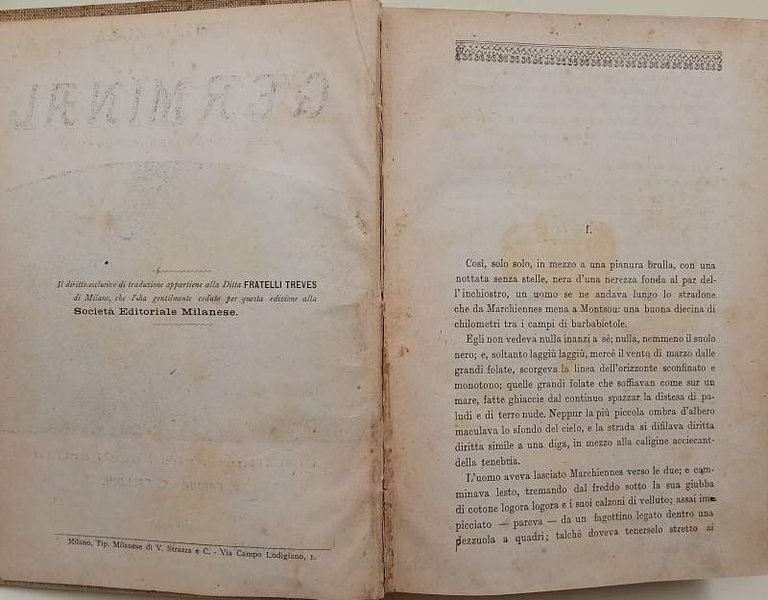 GERMINAL
Il diritto esclusivo di traduzione appartiene alla Ditta FRATELLI TREVES
di Milano, che l'ha gentilmente ceduto per questa edizione alla
Società Editoriale Milanese.
Milano, Tip. Milanese di V. Strazza e C. - Via Campo Lodigiano, 1.
I.
Così, solo solo, in mezzo a una pianura brulla, con una
nottata senza stelle, nera d'una nerezza fonda al par del-
l'inchiostro, un uomo se ne andava lungo lo stradone
che da Marchiennes mena a Montsou: una buona diecina di
chilometri tra i campi di barbabietole.
Egli non vedeva nulla inanzi a sè; nulla, nemmeno il suolo
nero; e, soltanto laggiù laggiù, mercè il vento di marzo dalle
grandi folate, scorgeva la linea dell'orizzonte sconfinato e
monotono; quelle grandi folate che soffiavan come sur un
mare, fatte ghiaccie dal continuo spazzar la distesa di pa-
ludi e di terre nude. Neppur la più piccola ombra d'albero
maculava lo sfondo del cielo, e la strada si difilava diritta
diritta simile a una diga, in mezzo alla caligine acciecant-
della tenebria.
L'uomo aveva lasciato Marchiennes verso le due; e cam-
minava lesto, tremando dal freddo sotto la sua giubba
di cotone logora logora e i suoi calzoni di velluto; assai im-
picciato — pareva — da un fagottino legato dentro una
pezzuola a quadri; talchè doveva tenerselo stretto ai